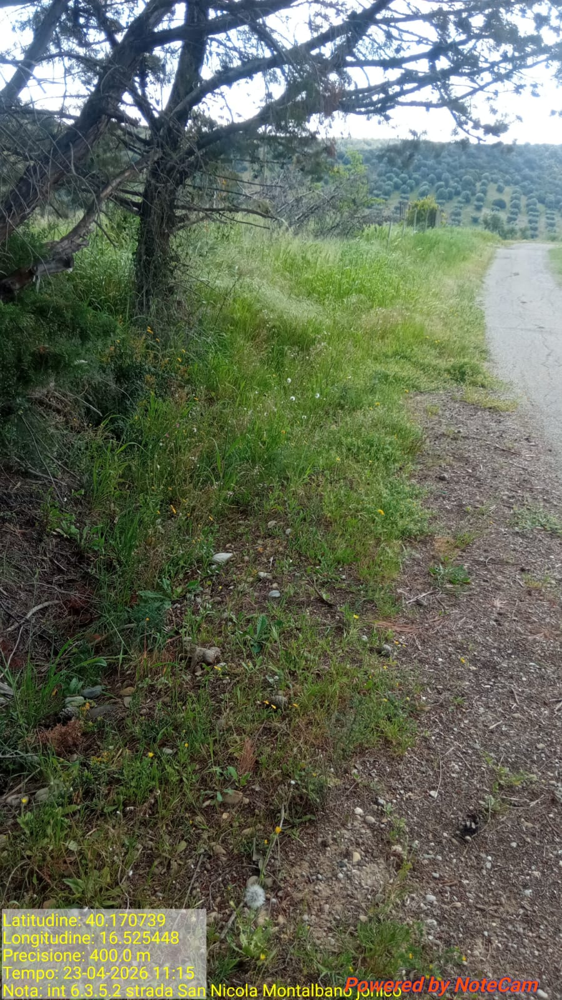 Latitudine: 40.170739
Longitudine: 16.525448
Precisione: 400.0 m
Tempo: 23-04-2026 11:15
Nota: int 6.3.5.2 strada San Nicola Montalbano jonico
Powered by NoteCam